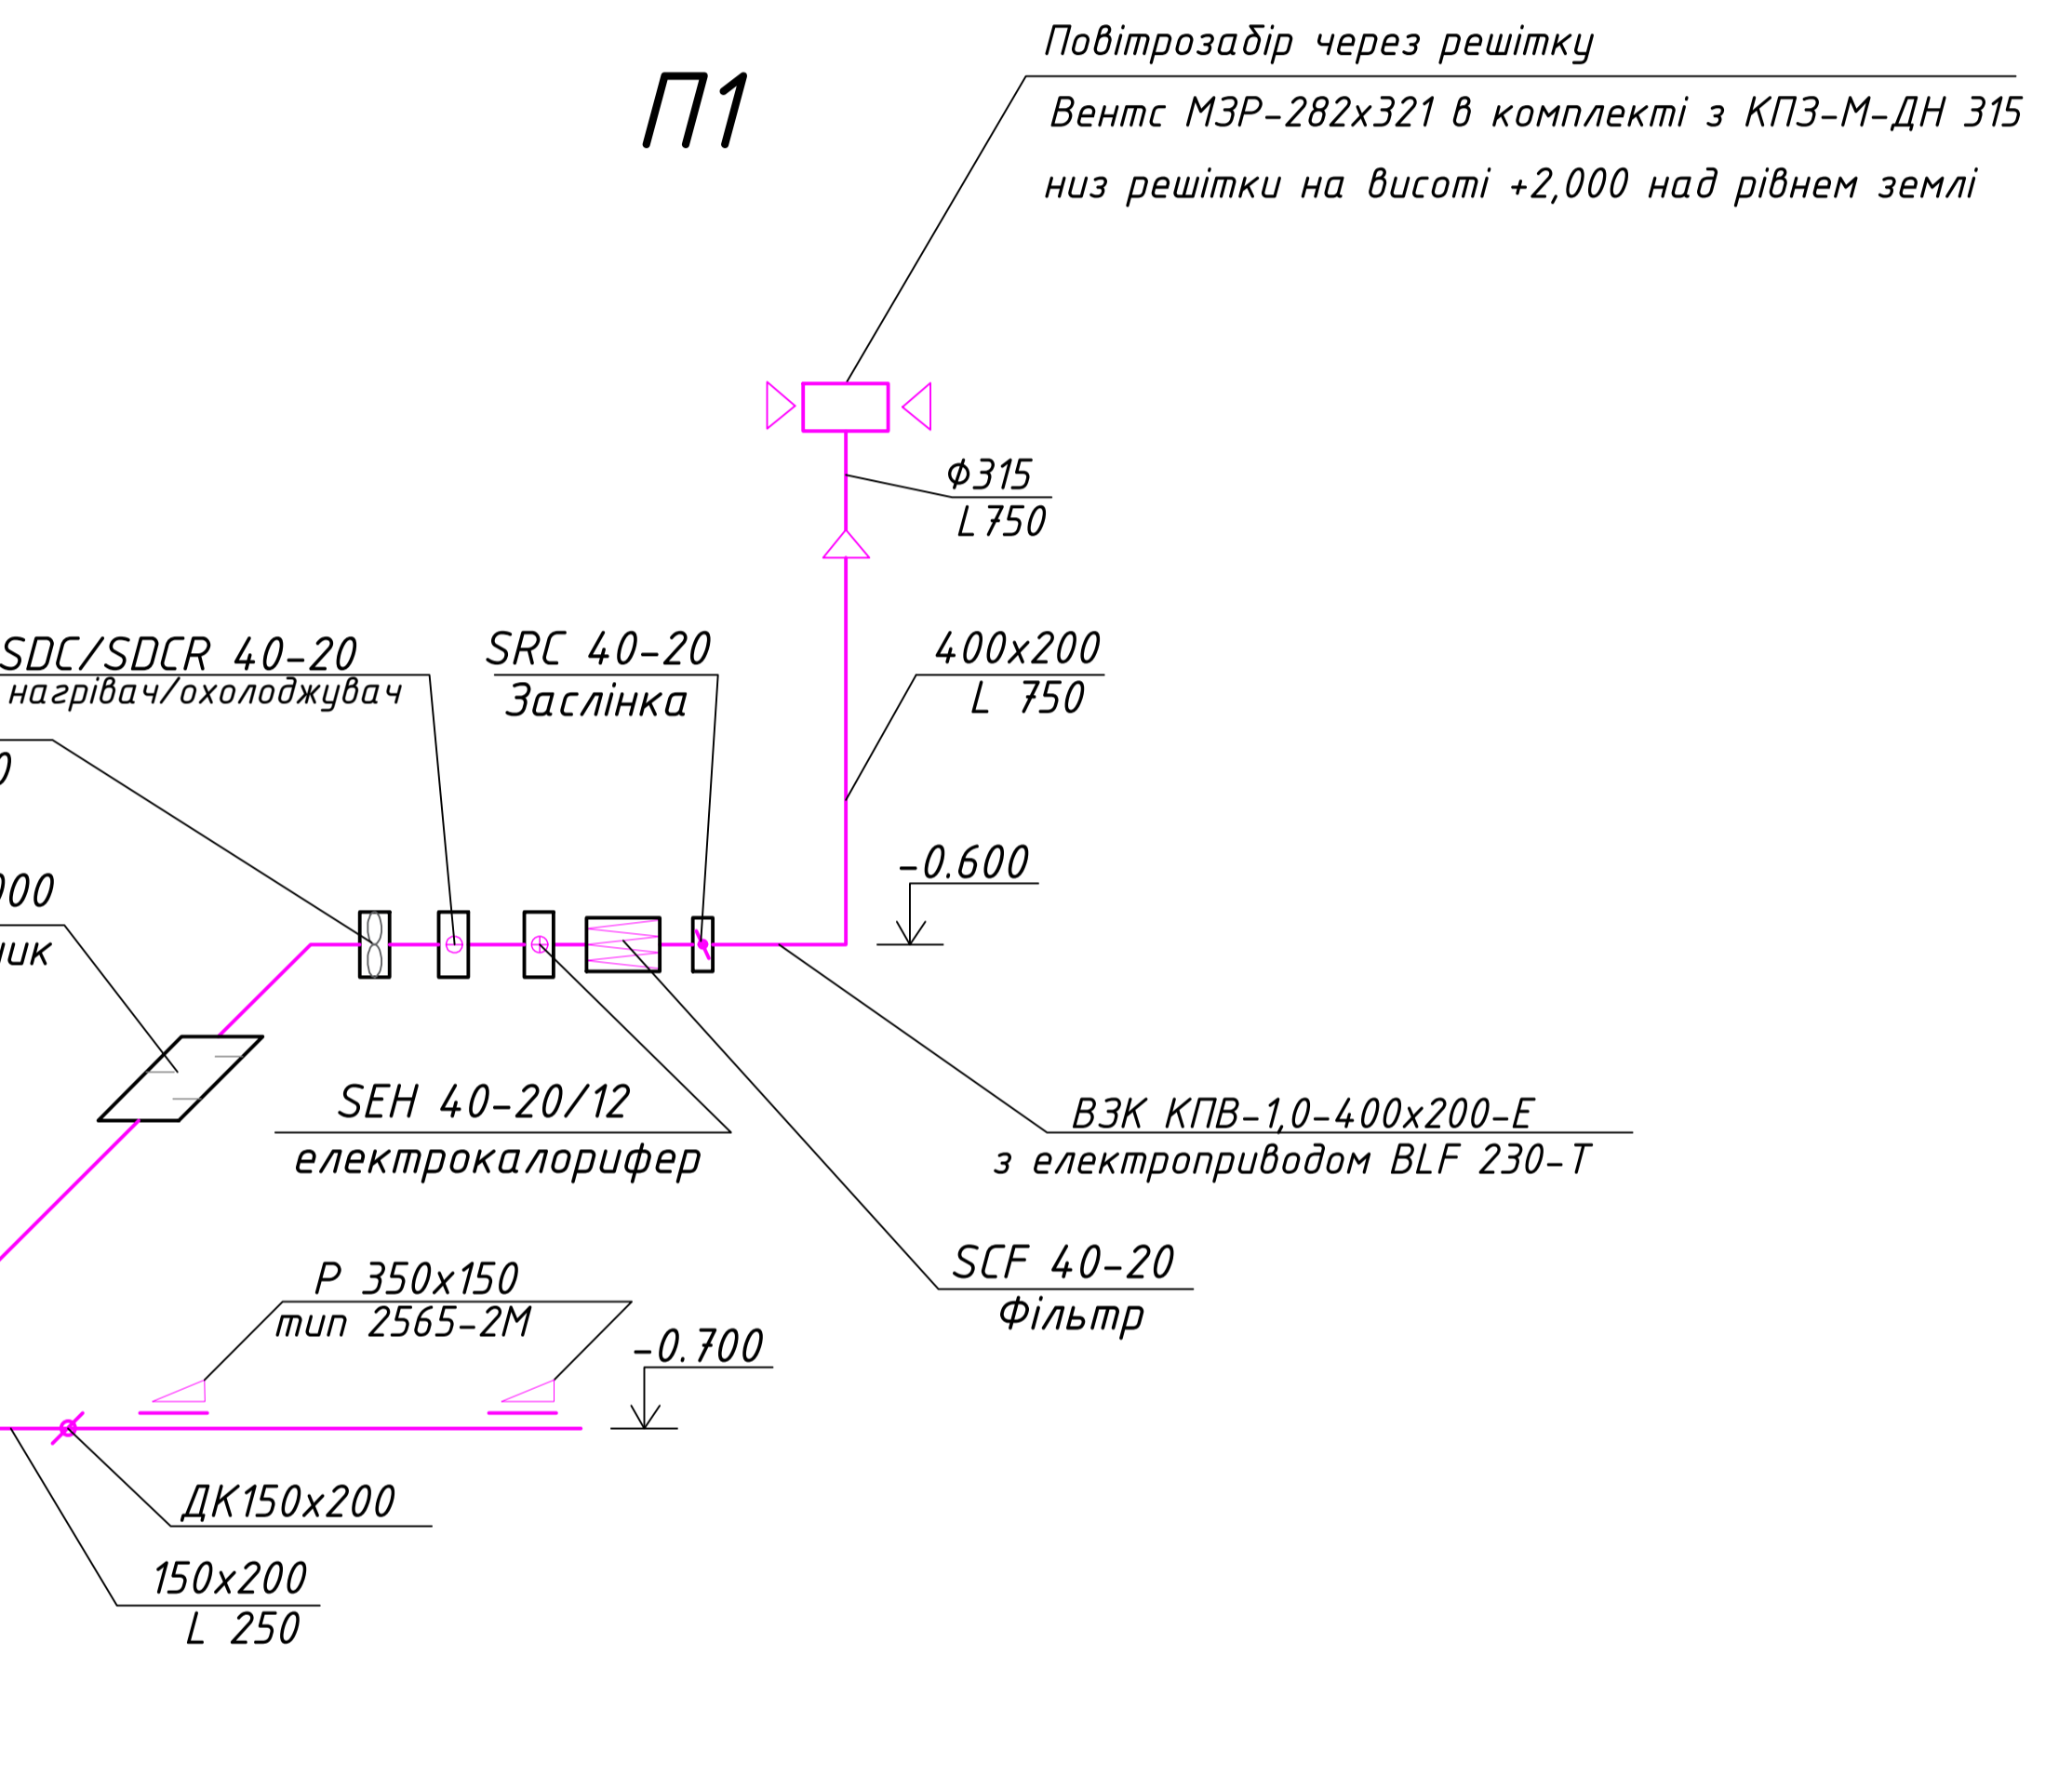 П1
Повітрозабір через решітку
Вентс МЗР-282х321 в комплекті з КПЗ-М-ДН 315
низ решітки на висоті +2,000 над рівнем землі
ϕ315
L 750
SDC/SDCR 40-20
нагрівач/охолоджувач
SRC 40-20
Заслінка
400х200
L 750
-0.600
SEH 40-20/12
електрокалорифер
ВЗК КПВ-1,0-400х200-Е
з електроприводом BLF 230-T
SCF 40-20
Фільтр
Р 350х150
тип 2565-2М
-0.700
ДК150х200
150х200
L 250